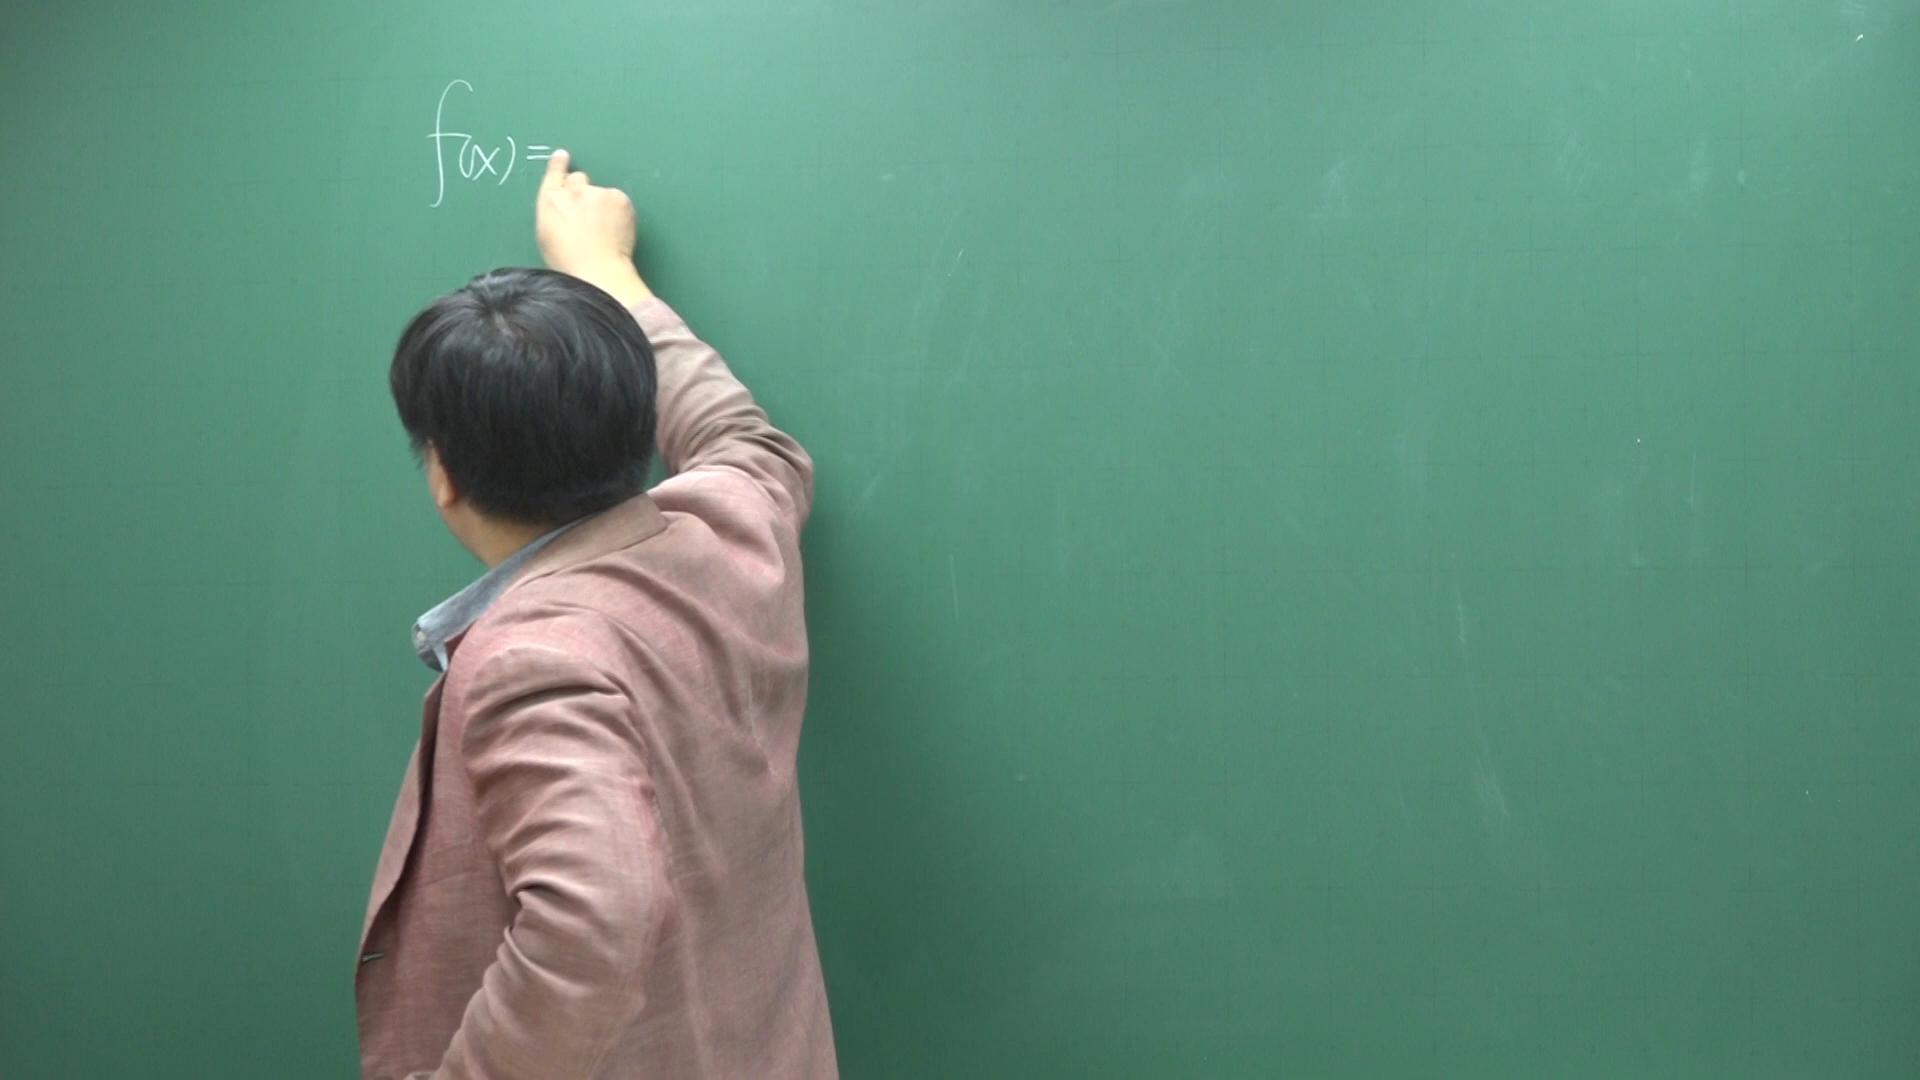 f(x) =